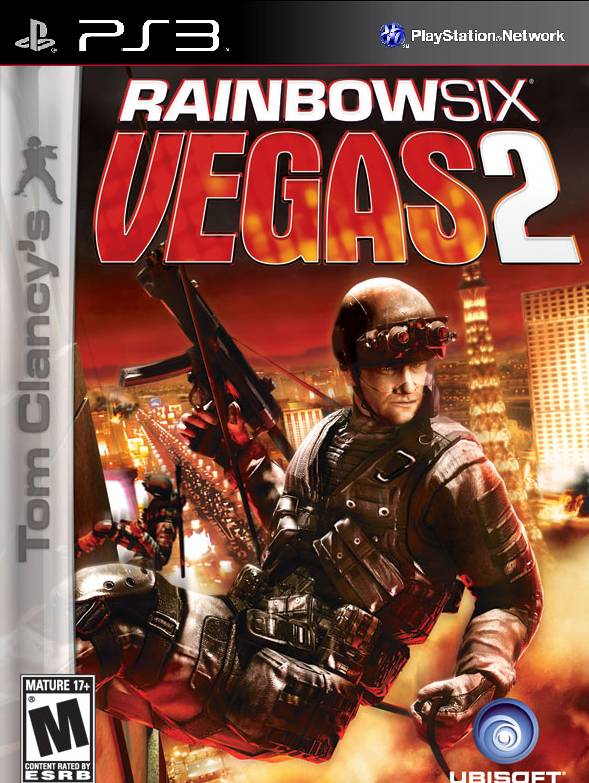 PS3
PlayStation Network
RAINBOWSIX
VEGAS2
Tom Clancy's
MATURE 17+
M
CONTENT RATED BY
ESRB
UBISOFT